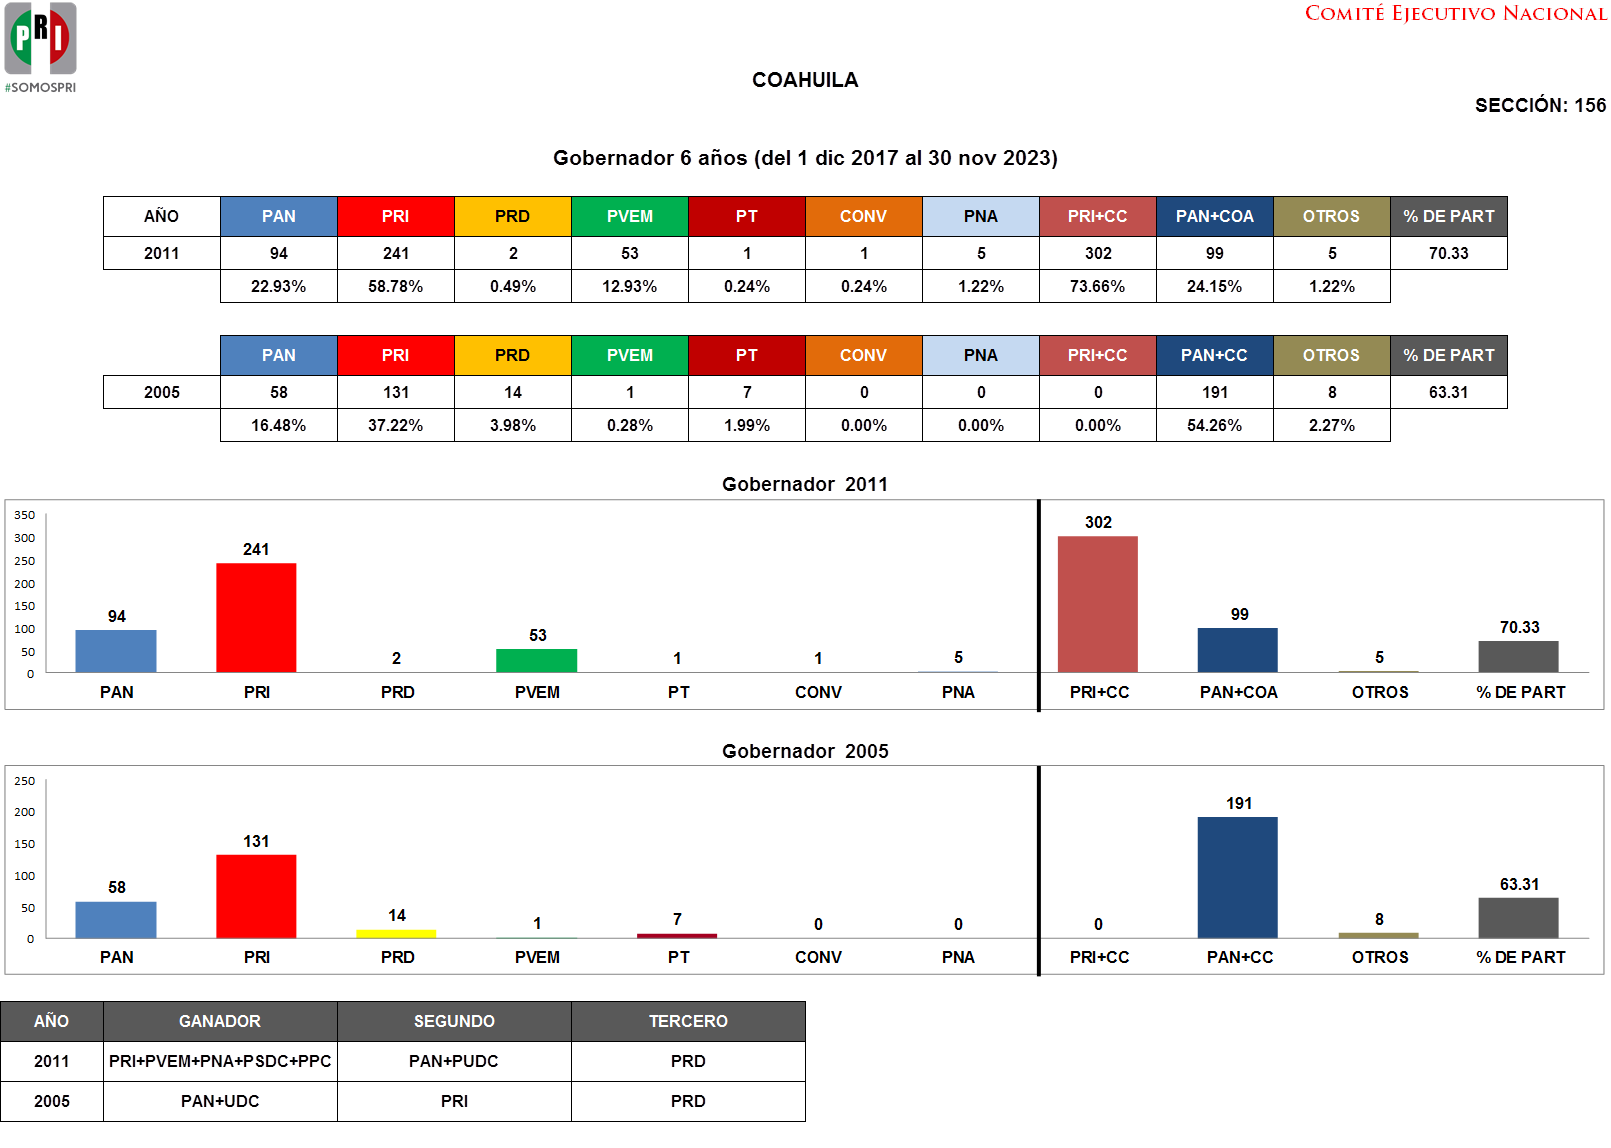 PRI
#SOMOSPRI
COMITÉ EJECUTIVO NACIONAL
COAHUILA
SECCIÓN: 156
Gobernador 6 años (del 1 dic 2017 al 30 nov 2023)
AÑO PAN PRI PRD PVEM PT CONV PNA PRI+CC PAN+COA OTROS % DE PART
2011 94 241 2 53 1 1 5 302 99 5 70.33
22.93% 58.78% 0.49% 12.93% 0.24% 0.24% 1.22% 73.66% 24.15% 1.22%
PAN PRI PRD PVEM PT CONV PNA PRI+CC PAN+CC OTROS % DE PART
2005 58 131 14 1 7 0 0 0 191 8 63.31
16.48% 37.22% 3.98% 0.28% 1.99% 0.00% 0.00% 0.00% 54.26% 2.27%
Gobernador 2011
350
300
250
200
150
100
50
0
94 241 2 53 1 1 5 302 99 5 70.33
PAN PRI PRD PVEM PT CONV PNA PRI+CC PAN+COA OTROS % DE PART
Gobernador 2005
250
200
150
100
50
0
58 131 14 1 7 0 0 0 191 8 63.31
PAN PRI PRD PVEM PT CONV PNA PRI+CC PAN+CC OTROS % DE PART
AÑO GANADOR SEGUNDO TERCERO
2011 PRI+PVEM+PNA+PSDC+PPC PAN+PUDC PRD
2005 PAN+UDC PRI PRD